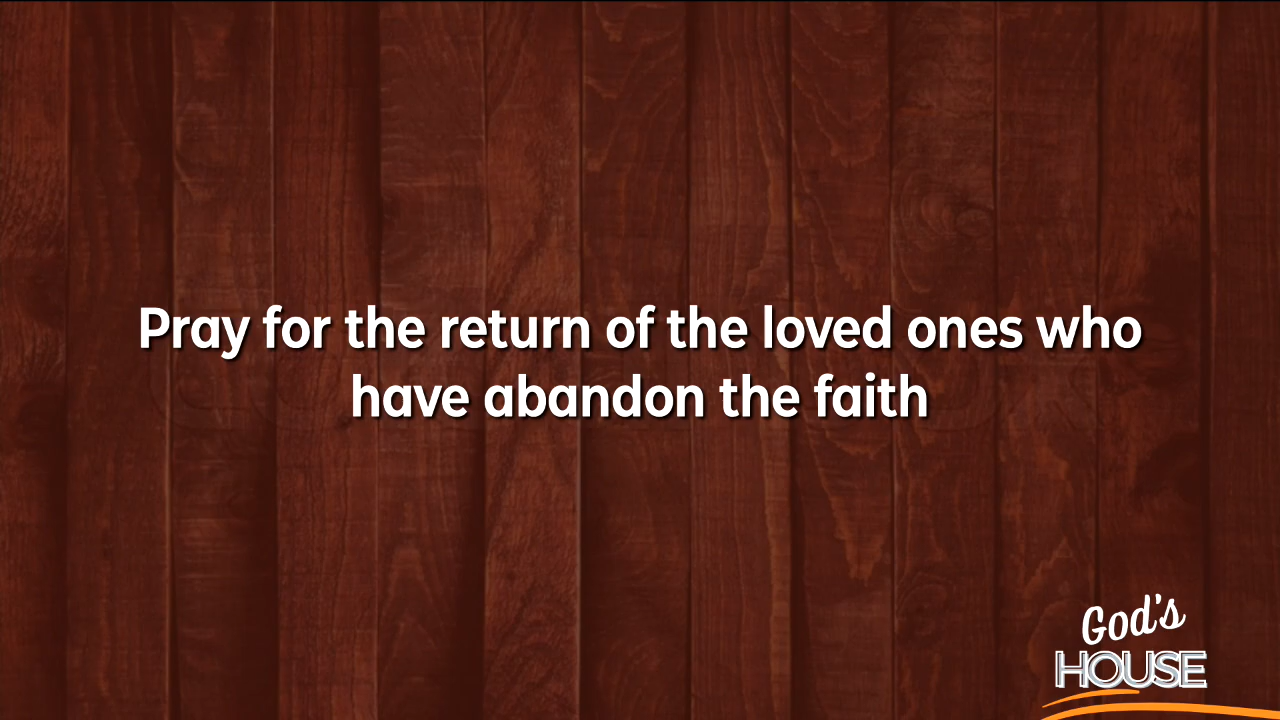 Pray for the return of the loved ones who
have abandon the faith
God's
HOUSE